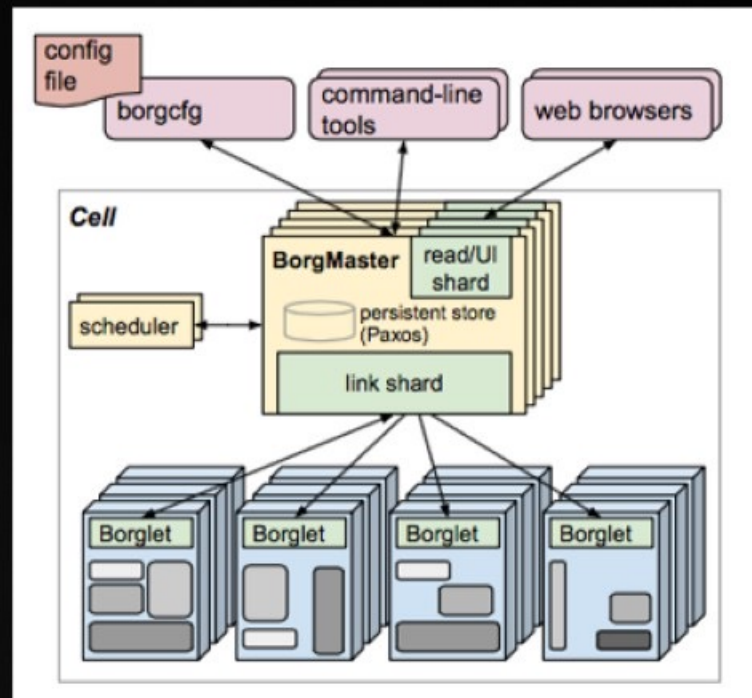 config
file
borgcfg
command-line
tools
web browsers
Cell
BorgMaster
read/UI
shard
scheduler
persistent store
(Paxos)
link shard
Borglet
Borglet
Borglet
Borglet